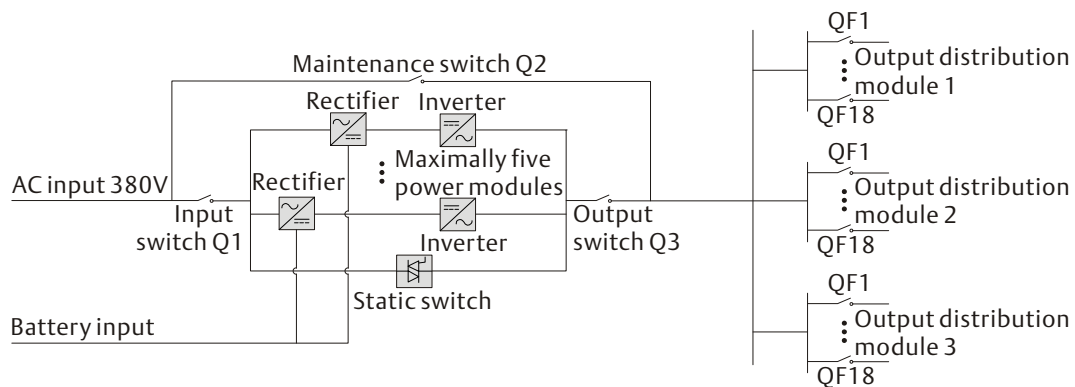 Maintenance switch Q2
Rectifier
Inverter
Maximally five
power modules
AC input 380V
Rectifier
Input
switch Q1
Inverter
Output
switch Q3
Static switch
Battery input
QF1
Output distribution
module 1
QF18
QF1
Output distribution
module 2
QF18
QF1
Output distribution
module 3
QF18